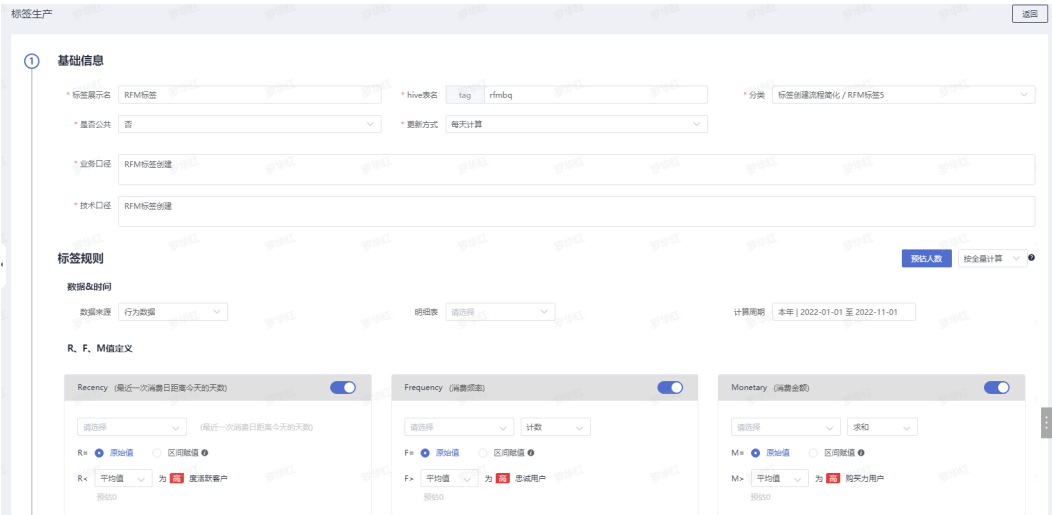 标签生产 返回
1 基础信息
* 标签展示名 RFM标签 * hive表名 tag rfmbq * 分类 标签创建流程简化 / RFM标签5
* 是否公共 否 * 更新方式 每天计算
* 业务口径 RFM标签创建
* 技术口径 RFM标签创建
标签规则 预估人数 按全量计算
数据&时间
数据来源 行为数据 明细表 请选择 计算周期 本年 | 2022-01-01 至 2022-11-01
R、F、M值定义
Recency (最近一次消费日距离今天的天数) Frequency (消费频率) Monetary (消费金额)
请选择 (最近一次消费日距离今天的天数) 请选择 计数 请选择 求和
R= 原始值 区间赋值 F= 原始值 区间赋值 M= 原始值 区间赋值
R< 平均值 为 高 度活跃客户 F> 平均值 为 高 忠诚用户 M> 平均值 为 高 购买力用户
预估0 预估0 预估0